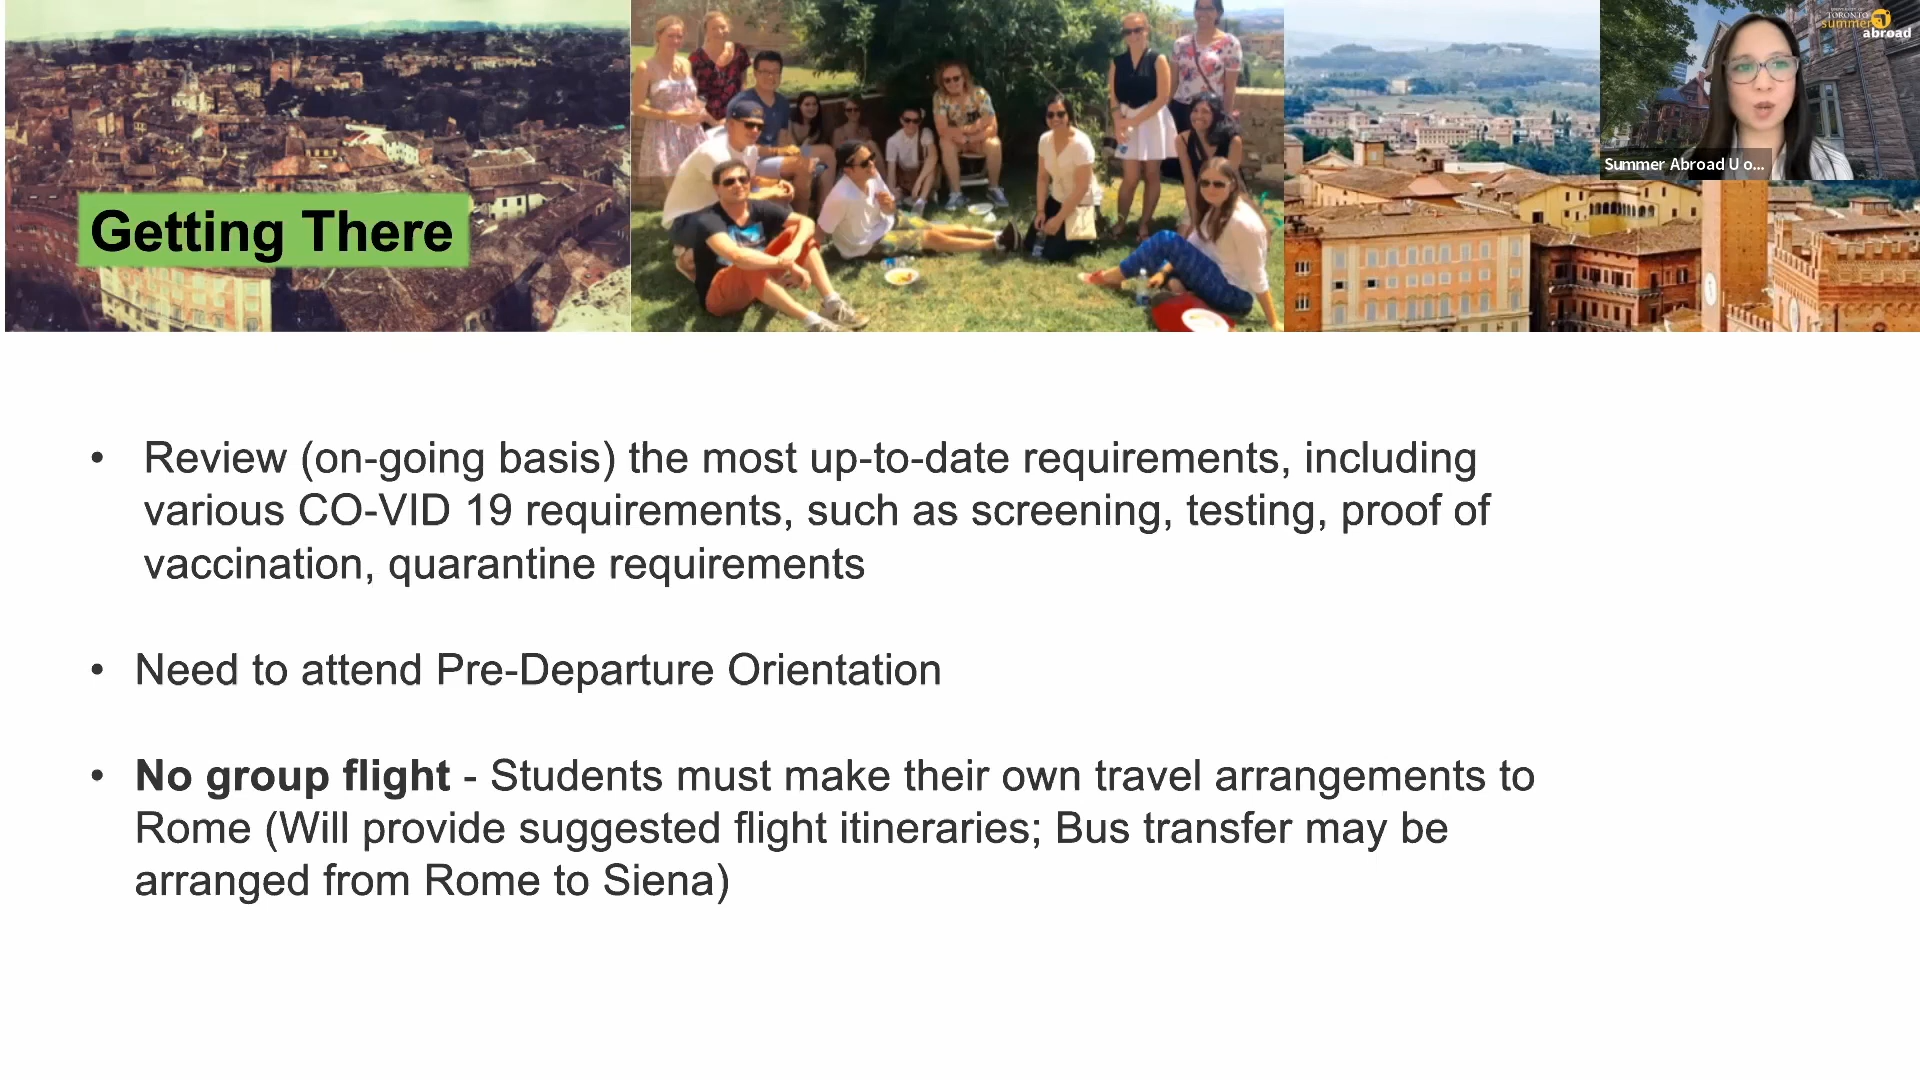 TORONTO
summer
abroad
Summer Abroad U o...
Getting There
• Review (on-going basis) the most up-to-date requirements, including
various CO-VID 19 requirements, such as screening, testing, proof of
vaccination, quarantine requirements
• Need to attend Pre-Departure Orientation
• No group flight - Students must make their own travel arrangements to
Rome (Will provide suggested flight itineraries; Bus transfer may be
arranged from Rome to Siena)